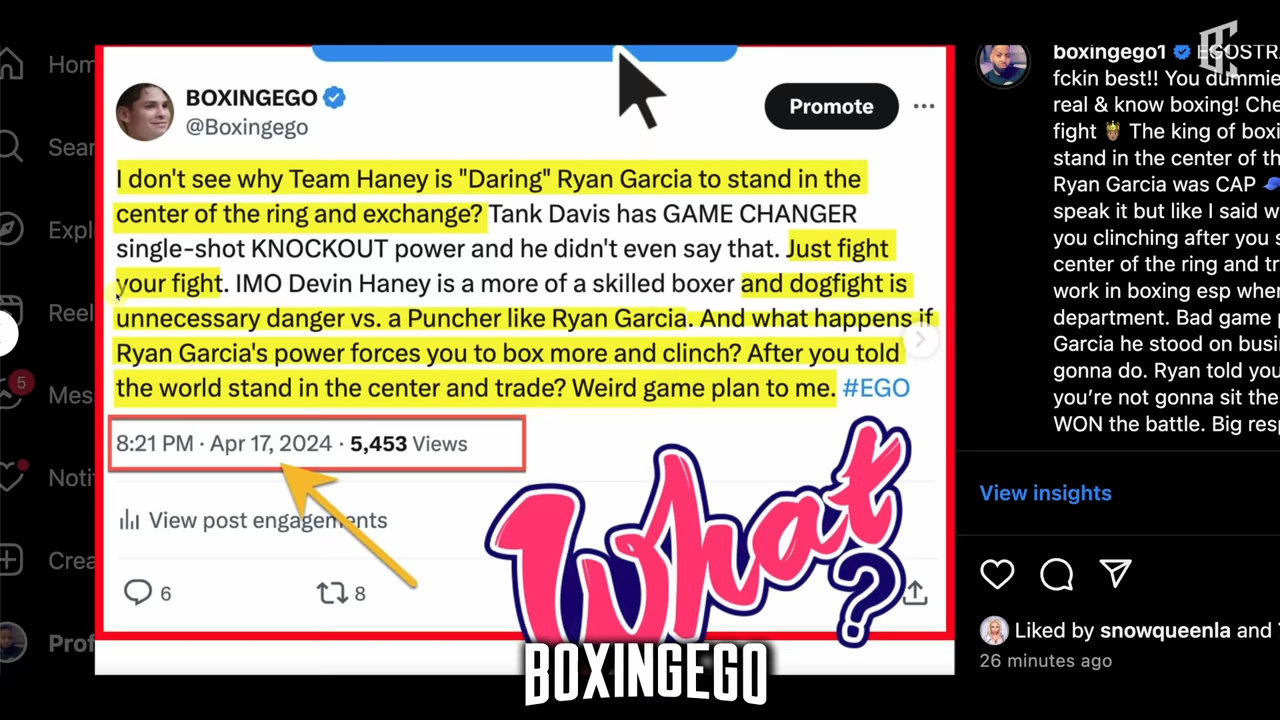 Hom
Sear
Expl
Reel
5
Mes
Noti
Crea
Prof
BOXINGEGO
@Boxingego
Promote
I don't see why Team Haney is "Daring" Ryan Garcia to stand in the
center of the ring and exchange? Tank Davis has GAME CHANGER
single-shot KNOCKOUT power and he didn't even say that. Just fight
your fight. IMO Devin Haney is a more of a skilled boxer and dogfight is
unnecessary danger vs. a Puncher like Ryan Garcia. And what happens if
Ryan Garcia's power forces you to box more and clinch? After you told
the world stand in the center and trade? Weird game plan to me. #EGO
8:21 PM · Apr 17, 2024 · 5,453 Views
View post engagements
6
8
What?
BOXINGEGO
boxingego1 EGOSTRA
fckin best!! You dummie
real & know boxing! Che
fight 🤴🏽 The king of boxi
stand in the center of th
Ryan Garcia was CAP 🧢
speak it but like I said w
you clinching after you s
center of the ring and tr
work in boxing esp wher
department. Bad game p
Garcia he stood on busi
gonna do. Ryan told you
you're not gonna sit the
WON the battle. Big resp
View insights
Liked by snowqueenla and
26 minutes ago